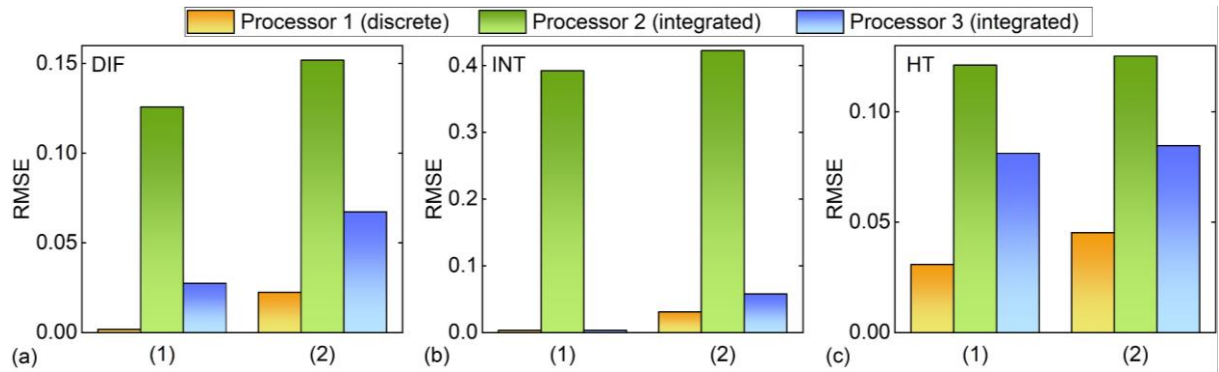 Processor 1 (discrete) Processor 2 (integrated) Processor 3 (integrated)
DIF
RMSE
0.15
0.10
0.05
0.00
(a)
(1) (2)
INT
RMSE
0.4
0.3
0.2
0.1
0.0
(b)
(1) (2)
HT
RMSE
0.10
0.05
0.00
(c)
(1) (2)